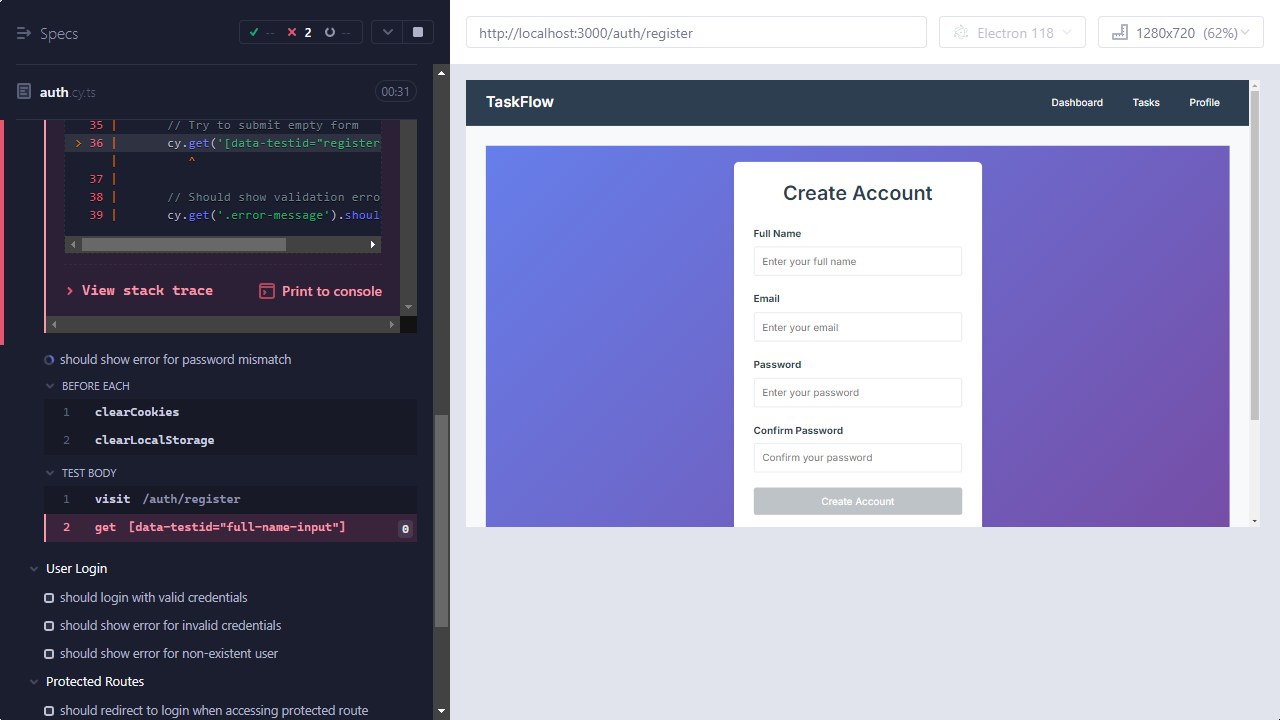 Specs
-- 2 --
auth.cy.ts
00:31
35 | // Try to submit empty form
> 36 | cy.get('[data-testid="register
| ^
37 |
38 | // Should show validation erro
39 | cy.get('.error-message').shoul
View stack trace
Print to console
should show error for password mismatch
BEFORE EACH
1 clearCookies
2 clearLocalStorage
TEST BODY
1 visit /auth/register
2 get [data-testid="full-name-input"] 0
User Login
should login with valid credentials
should show error for invalid credentials
should show error for non-existent user
Protected Routes
should redirect to login when accessing protected route
http://localhost:3000/auth/register
Electron 118
1280x720 (62%)
TaskFlow
Dashboard Tasks Profile
Create Account
Full Name
Enter your full name
Email
Enter your email
Password
Enter your password
Confirm Password
Confirm your password
Create Account